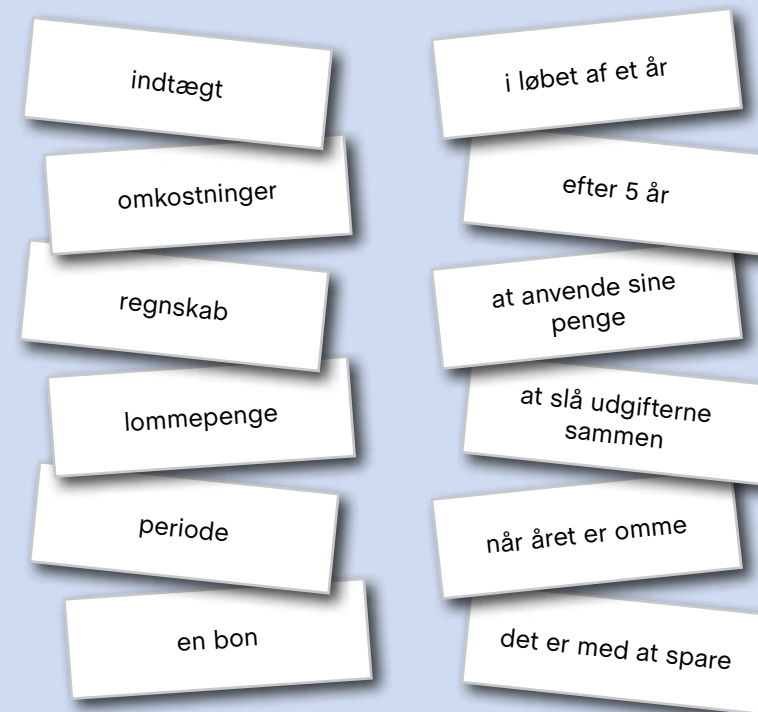 indtægt
omkostninger
regnskab
lommepenge
periode
en bon
i løbet af et år
efter 5 år
at anvende sine
penge
at slå udgifterne
sammen
når året er omme
det er med at spare